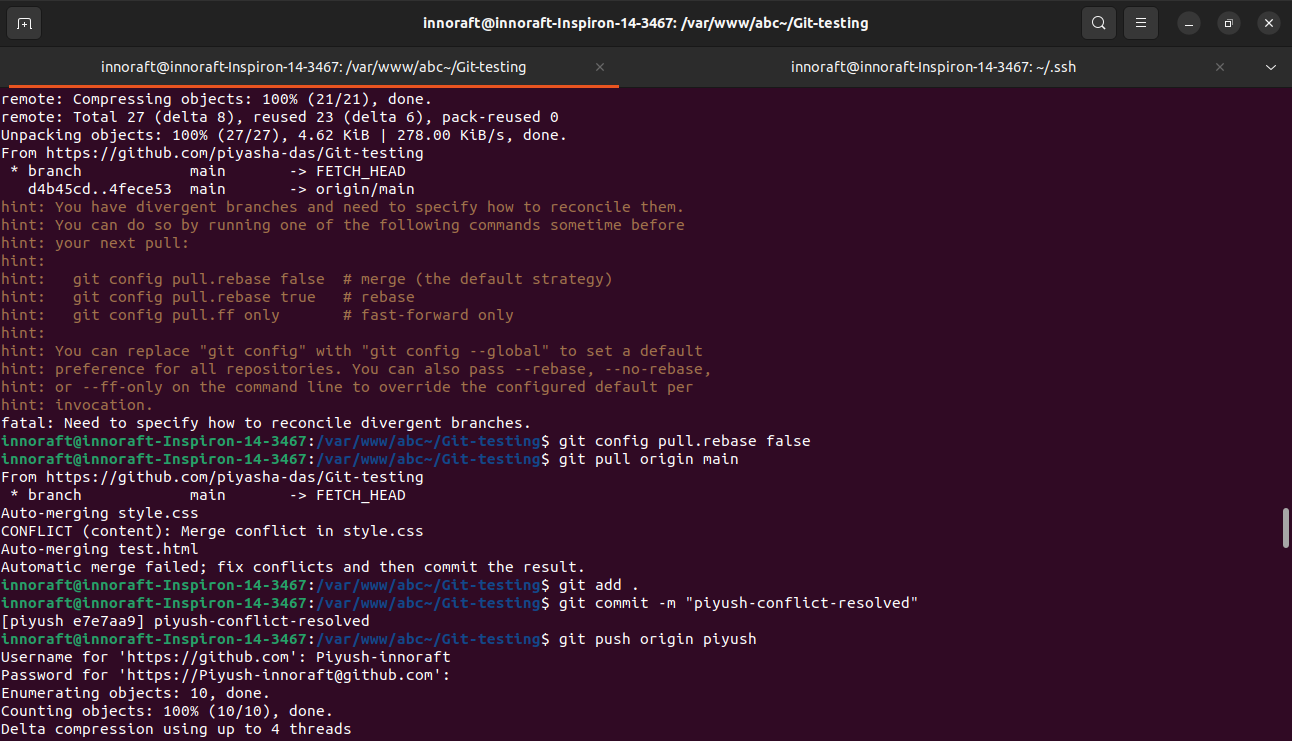 innoraft@innoraft-Inspiron-14-3467: /var/www/abc~/Git-testing
innoraft@innoraft-Inspiron-14-3467: /var/www/abc~/Git-testing
innoraft@innoraft-Inspiron-14-3467: ~/.ssh
remote: Compressing objects: 100% (21/21), done.
remote: Total 27 (delta 8), reused 23 (delta 6), pack-reused 0
Unpacking objects: 100% (27/27), 4.62 KiB | 278.00 KiB/s, done.
From https://github.com/piyasha-das/Git-testing
 * branch            main       -> FETCH_HEAD
   d4b45cd..4fece53  main       -> origin/main
hint: You have divergent branches and need to specify how to reconcile them.
hint: You can do so by running one of the following commands sometime before
hint: your next pull:
hint:
hint:   git config pull.rebase false  # merge (the default strategy)
hint:   git config pull.rebase true   # rebase
hint:   git config pull.ff only       # fast-forward only
hint:
hint: You can replace "git config" with "git config --global" to set a default
hint: preference for all repositories. You can also pass --rebase, --no-rebase,
hint: or --ff-only on the command line to override the configured default per
hint: invocation.
fatal: Need to specify how to reconcile divergent branches.
innoraft@innoraft-Inspiron-14-3467:/var/www/abc~/Git-testing$ git config pull.rebase false
innoraft@innoraft-Inspiron-14-3467:/var/www/abc~/Git-testing$ git pull origin main
From https://github.com/piyasha-das/Git-testing
 * branch            main       -> FETCH_HEAD
Auto-merging style.css
CONFLICT (content): Merge conflict in style.css
Auto-merging test.html
Automatic merge failed; fix conflicts and then commit the result.
innoraft@innoraft-Inspiron-14-3467:/var/www/abc~/Git-testing$ git add .
innoraft@innoraft-Inspiron-14-3467:/var/www/abc~/Git-testing$ git commit -m "piyush-conflict-resolved"
[piyush e7e7aa9] piyush-conflict-resolved
innoraft@innoraft-Inspiron-14-3467:/var/www/abc~/Git-testing$ git push origin piyush
Username for 'https://github.com': Piyush-innoraft
Password for 'https://Piyush-innoraft@github.com':
Enumerating objects: 10, done.
Counting objects: 100% (10/10), done.
Delta compression using up to 4 threads